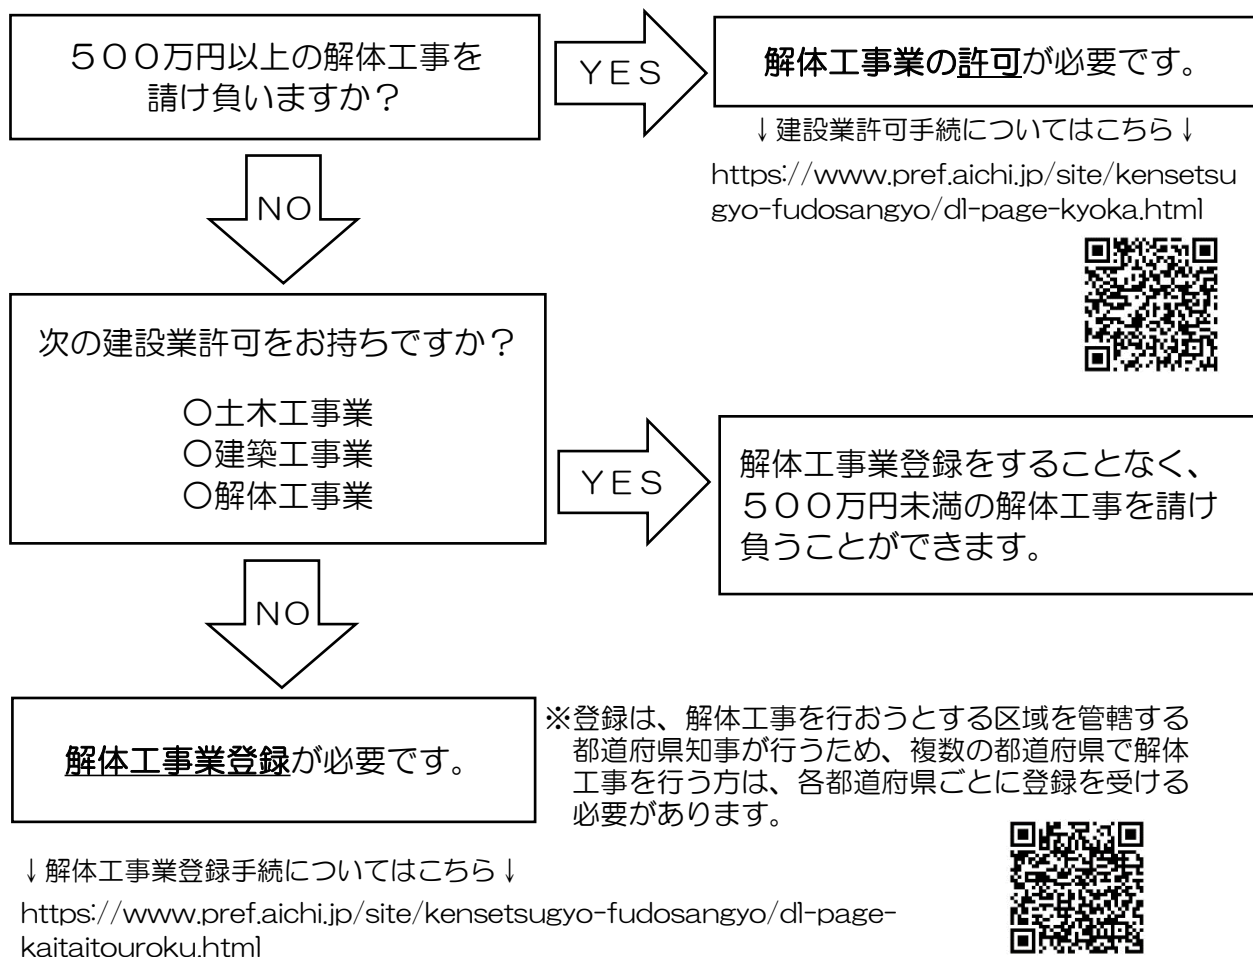 ５００万円以上の解体工事を
請け負いますか？
ＹＥＳ
解体工事業の許可が必要です。
↓建設業許可手続についてはこちら↓
https://www.pref.aichi.jp/site/kensetsu
gyo-fudosangyo/dl-page-kyoka.html
ＮＯ
次の建設業許可をお持ちですか？
〇土木工事業
〇建築工事業
〇解体工事業
ＹＥＳ
解体工事業登録をすることなく、
５００万円未満の解体工事を請け
負うことができます。
ＮＯ
解体工事業登録が必要です。
※登録は、解体工事を行おうとする区域を管轄する
都道府県知事が行うため、複数の都道府県で解体
工事を行う方は、各都道府県ごとに登録を受ける
必要があります。
↓解体工事業登録手続についてはこちら↓
https://www.pref.aichi.jp/site/kensetsugyo-fudosangyo/dl-page-
kaitaitouroku.html